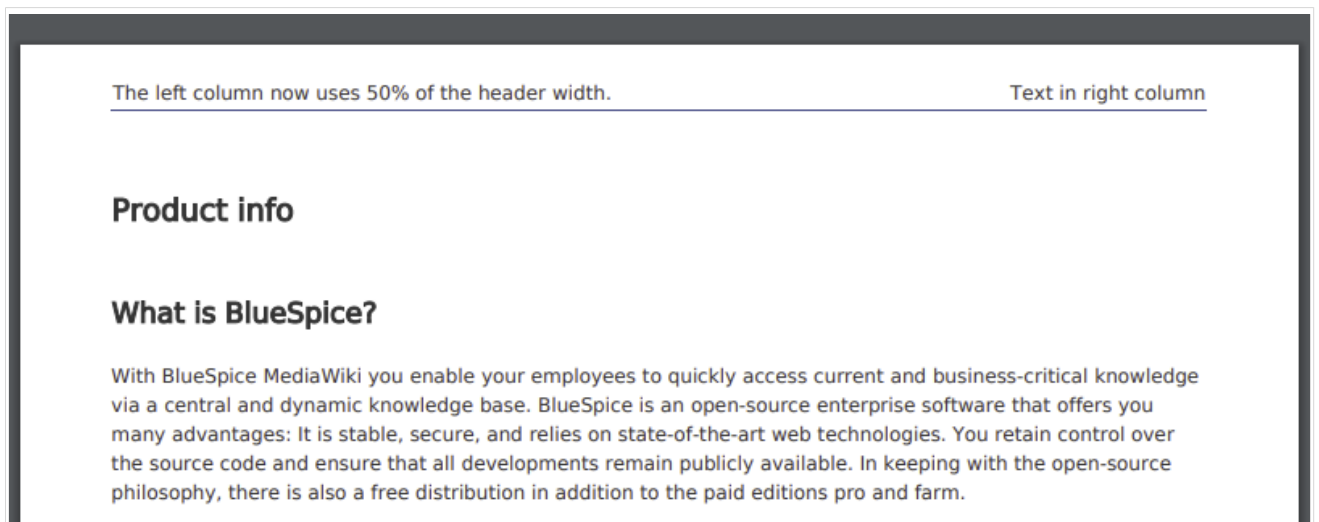 The left column now uses 50% of the header width. Text in right column
Product info
What is BlueSpice?
With BlueSpice MediaWiki you enable your employees to quickly access current and business-critical knowledge
via a central and dynamic knowledge base. BlueSpice is an open-source enterprise software that offers you
many advantages: It is stable, secure, and relies on state-of-the-art web technologies. You retain control over
the source code and ensure that all developments remain publicly available. In keeping with the open-source
philosophy, there is also a free distribution in addition to the paid editions pro and farm.